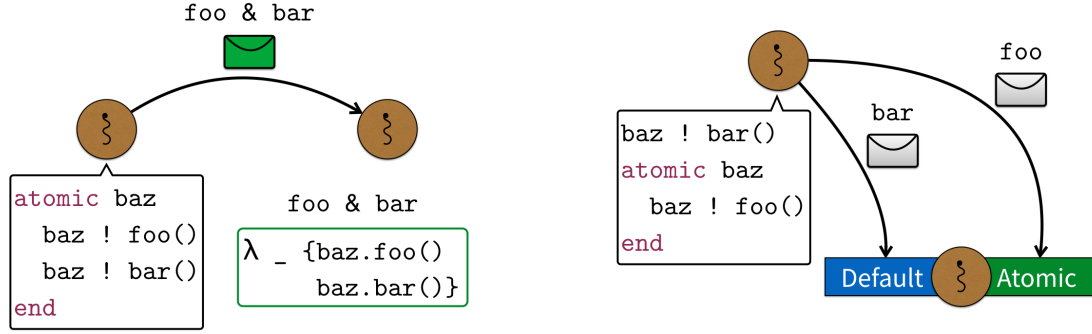 foo & bar
atomic baz
baz ! foo()
baz ! bar()
end
foo & bar
λ _ {baz.foo()
baz.bar()}
foo
bar
baz ! bar()
atomic baz
baz ! foo()
end
Default
Atomic